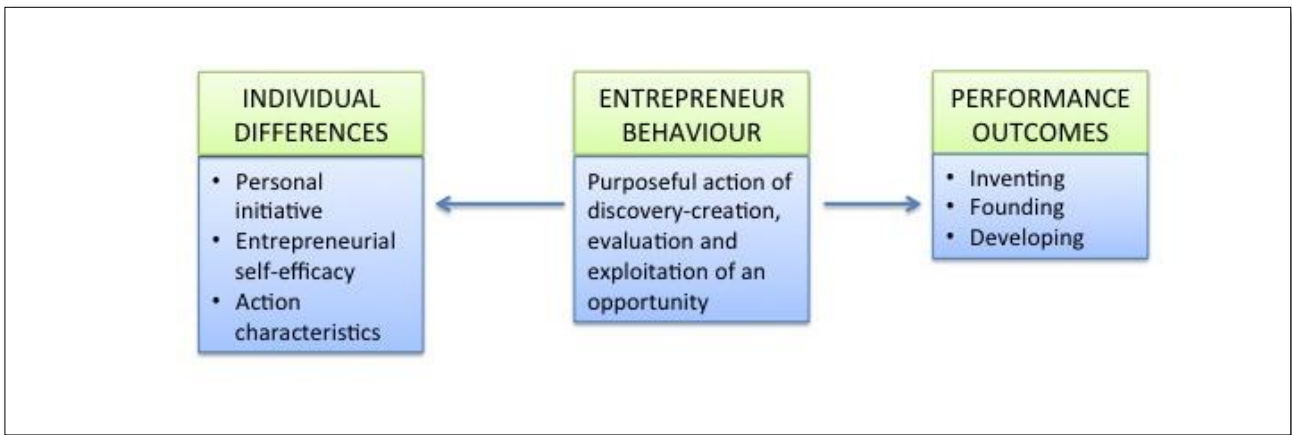 INDIVIDUAL
DIFFERENCES
• Personal
initiative
• Entrepreneurial
self-efficacy
• Action
characteristics
ENTREPRENEUR
BEHAVIOUR
Purposeful action of
discovery-creation,
evaluation and
exploitation of an
opportunity
PERFORMANCE
OUTCOMES
• Inventing
• Founding
• Developing